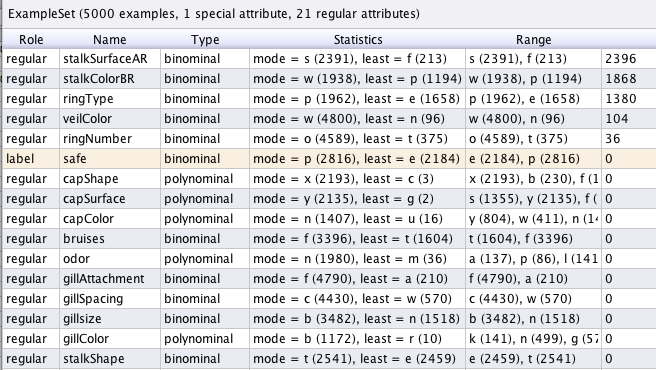 ExampleSet (5000 examples, 1 special attribute, 21 regular attributes)
Role Name Type Statistics Range
regular stalkSurfaceAR binominal mode = s (2391), least = f (213) s (2391), f (213) 2396
regular stalkColorBR binominal mode = w (1938), least = p (1194) w (1938), p (1194) 1868
regular ringType binominal mode = p (1962), least = e (1658) p (1962), e (1658) 1380
regular veilColor binominal mode = w (4800), least = n (96) w (4800), n (96) 104
regular ringNumber binominal mode = o (4589), least = t (375) o (4589), t (375) 36
label safe binominal mode = p (2816), least = e (2184) e (2184), p (2816) 0
regular capShape polynominal mode = x (2193), least = c (3) x (2193), b (230), f (1 0
regular capSurface polynominal mode = y (2135), least = g (2) s (1355), y (2135), f ( 0
regular capColor polynominal mode = n (1407), least = u (16) y (804), w (411), n (14 0
regular bruises binominal mode = f (3396), least = t (1604) t (1604), f (3396) 0
regular odor polynominal mode = n (1980), least = m (36) a (137), p (86), l (141 0
regular gillAttachment binominal mode = f (4790), least = a (210) f (4790), a (210) 0
regular gillSpacing binominal mode = c (4430), least = w (570) c (4430), w (570) 0
regular gillsize binominal mode = b (3482), least = n (1518) b (3482), n (1518) 0
regular gillColor polynominal mode = b (1172), least = r (10) k (141), n (499), g (57 0
regular stalkShape binominal mode = t (2541), least = e (2459) e (2459), t (2541) 0